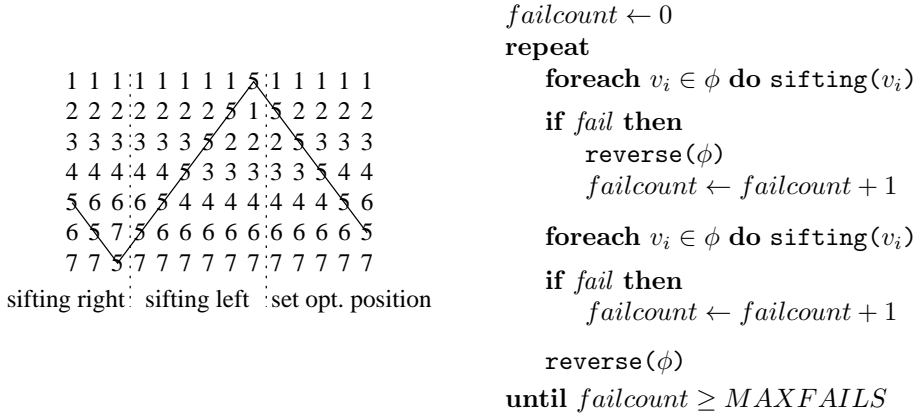 1 1 1 1 1 1 1 1 5 1 1 1 1 1
2 2 2 2 2 2 2 5 1 5 2 2 2 2
3 3 3 3 3 3 5 2 2 2 5 3 3 3
4 4 4 4 4 5 3 3 3 3 3 5 4 4
5 6 6 6 5 4 4 4 4 4 4 4 5 6
6 5 7 5 6 6 6 6 6 6 6 6 6 5
7 7 5 7 7 7 7 7 7 7 7 7 7 7
sifting right sifting left set opt. position
failcount ← 0
repeat
foreach v_i ∈ ϕ do sifting(v_i)
if fail then
reverse(ϕ)
failcount ← failcount + 1
foreach v_i ∈ ϕ do sifting(v_i)
if fail then
failcount ← failcount + 1
reverse(ϕ)
until failcount ≥ MAXFAILS